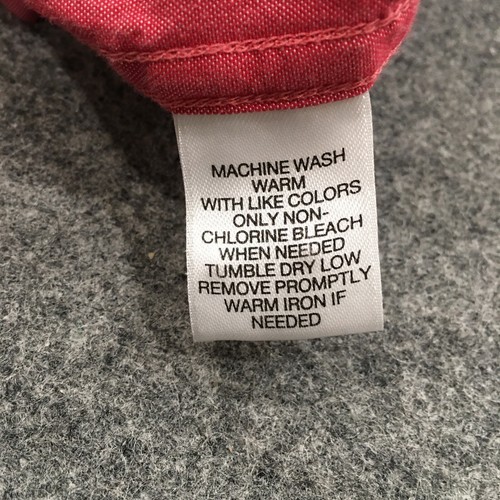 MACHINE WASH
WARM
WITH LIKE COLORS
ONLY NON-
CHLORINE BLEACH
WHEN NEEDED
TUMBLE DRY LOW
REMOVE PROMPTLY
WARM IRON IF
NEEDED